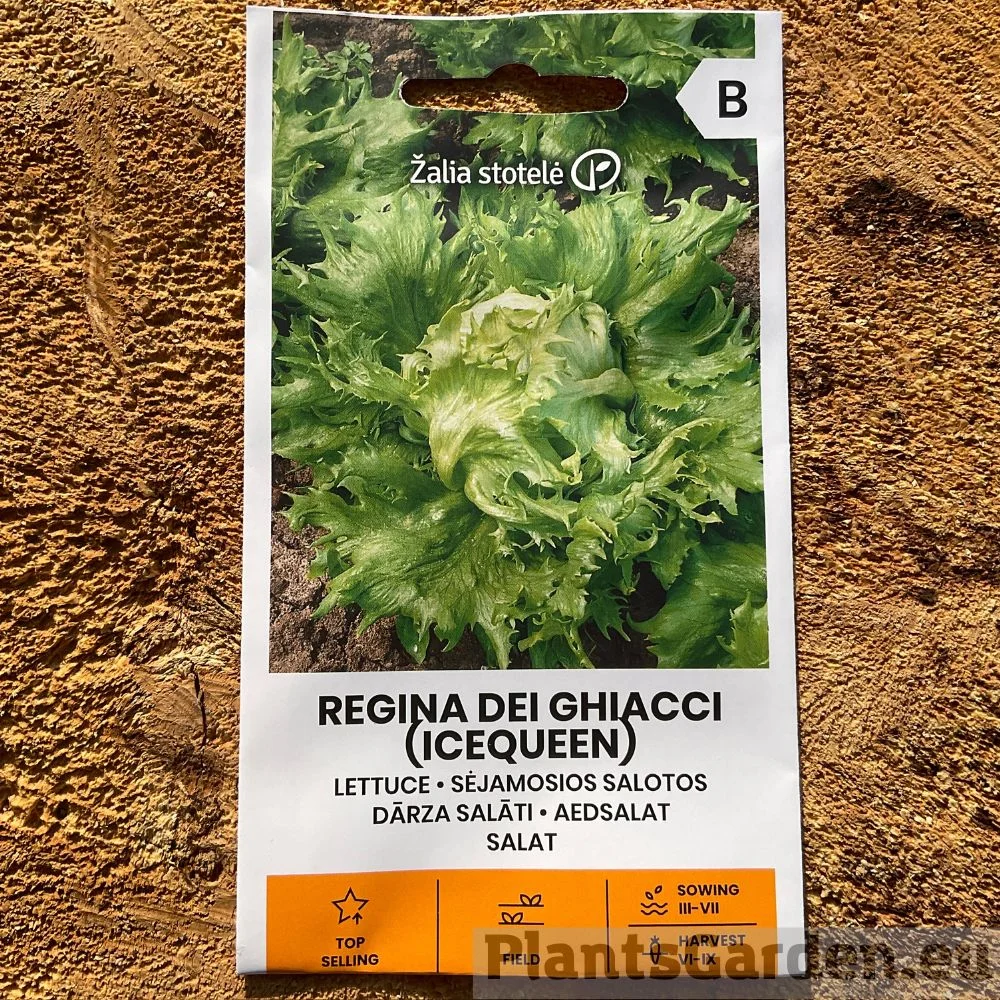 B
Žalia stotelė
REGINA DEI GHIACCI
(ICEQUEEN)
LETTUCE • SĖJAMOSIOS SALOTOS
DĀRZA SALĀTI • AEDSALAT
SALAT
TOP
SELLING
FIELD
SOWING
III-VII
HARVEST
VI-IX
PlantsGarden.eu